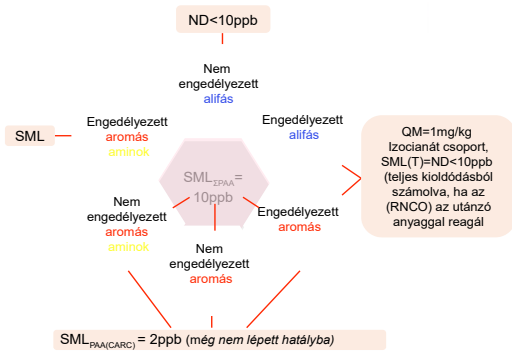 ND<10ppb
Nem
engedélyezett
alifás
Engedélyezett
aromás
aminok
SML
Engedélyezett
alifás
QM=1mg/kg
Izocianát csoport,
SML(T)=ND<10ppb
(teljes kioldódásból
számolva, ha az
(RNCO) az utánzó
anyaggal reagál
SMLΣPAA=
10ppb
Nem
engedélyezett
aromás
aminok
Engedélyezett
aromás
Nem
engedélyezett
aromás
SMLPAA(CARC) = 2ppb (még nem lépett hatályba)